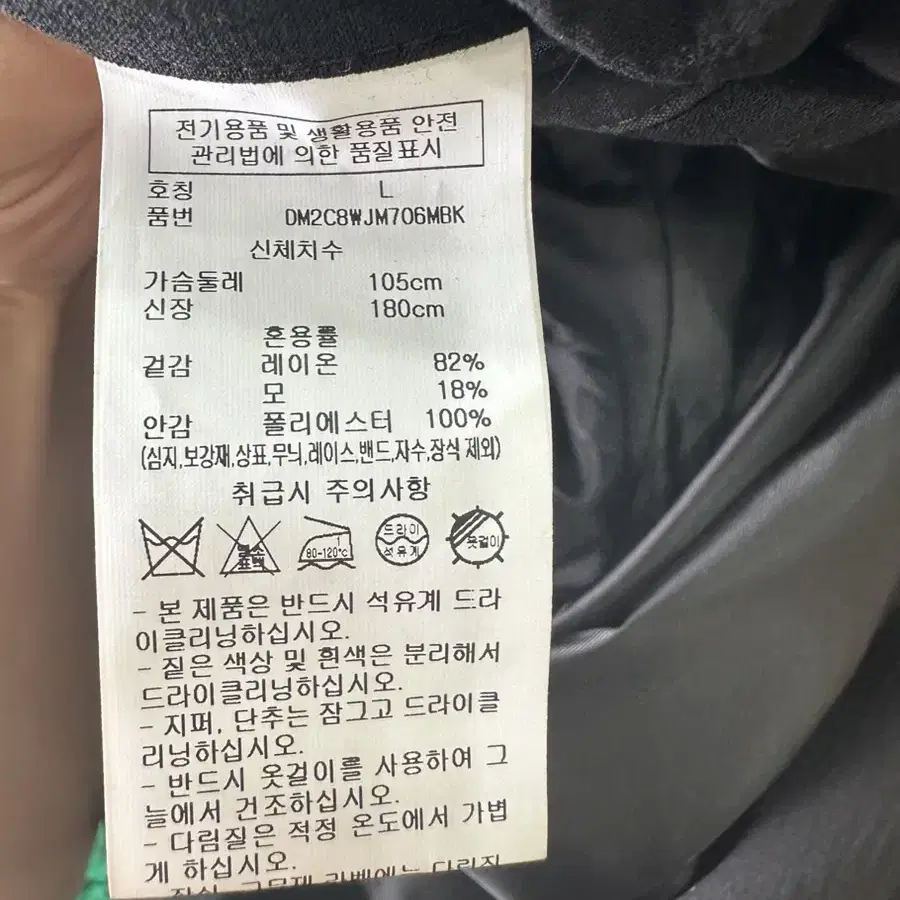 전기용품 및 생활용품 안전
관리법에 의한 품질표시
호칭 L
품번 DM2C8WJM706MBK
신체치수
가슴둘레 105cm
신장 180cm
혼용률
겉감 레이온 82%
모 18%
안감 폴리에스터 100%
(심지,보강재,상표,무늬,레이스,밴드,자수,장식 제외)
취급시 주의사항
염소 표백
1 80-120°c
드라이 석유계
옷걸이
- 본 제품은 반드시 석유계 드라
이클리닝하십시오.
- 짙은 색상 및 흰색은 분리해서
드라이클리닝하십시오.
- 지퍼, 단추는 잠그고 드라이클
리닝하십시오.
- 반드시 옷걸이를 사용하여 그
늘에서 건조하십시오.
- 다림질은 적정 온도에서 가볍
게 하십시오.